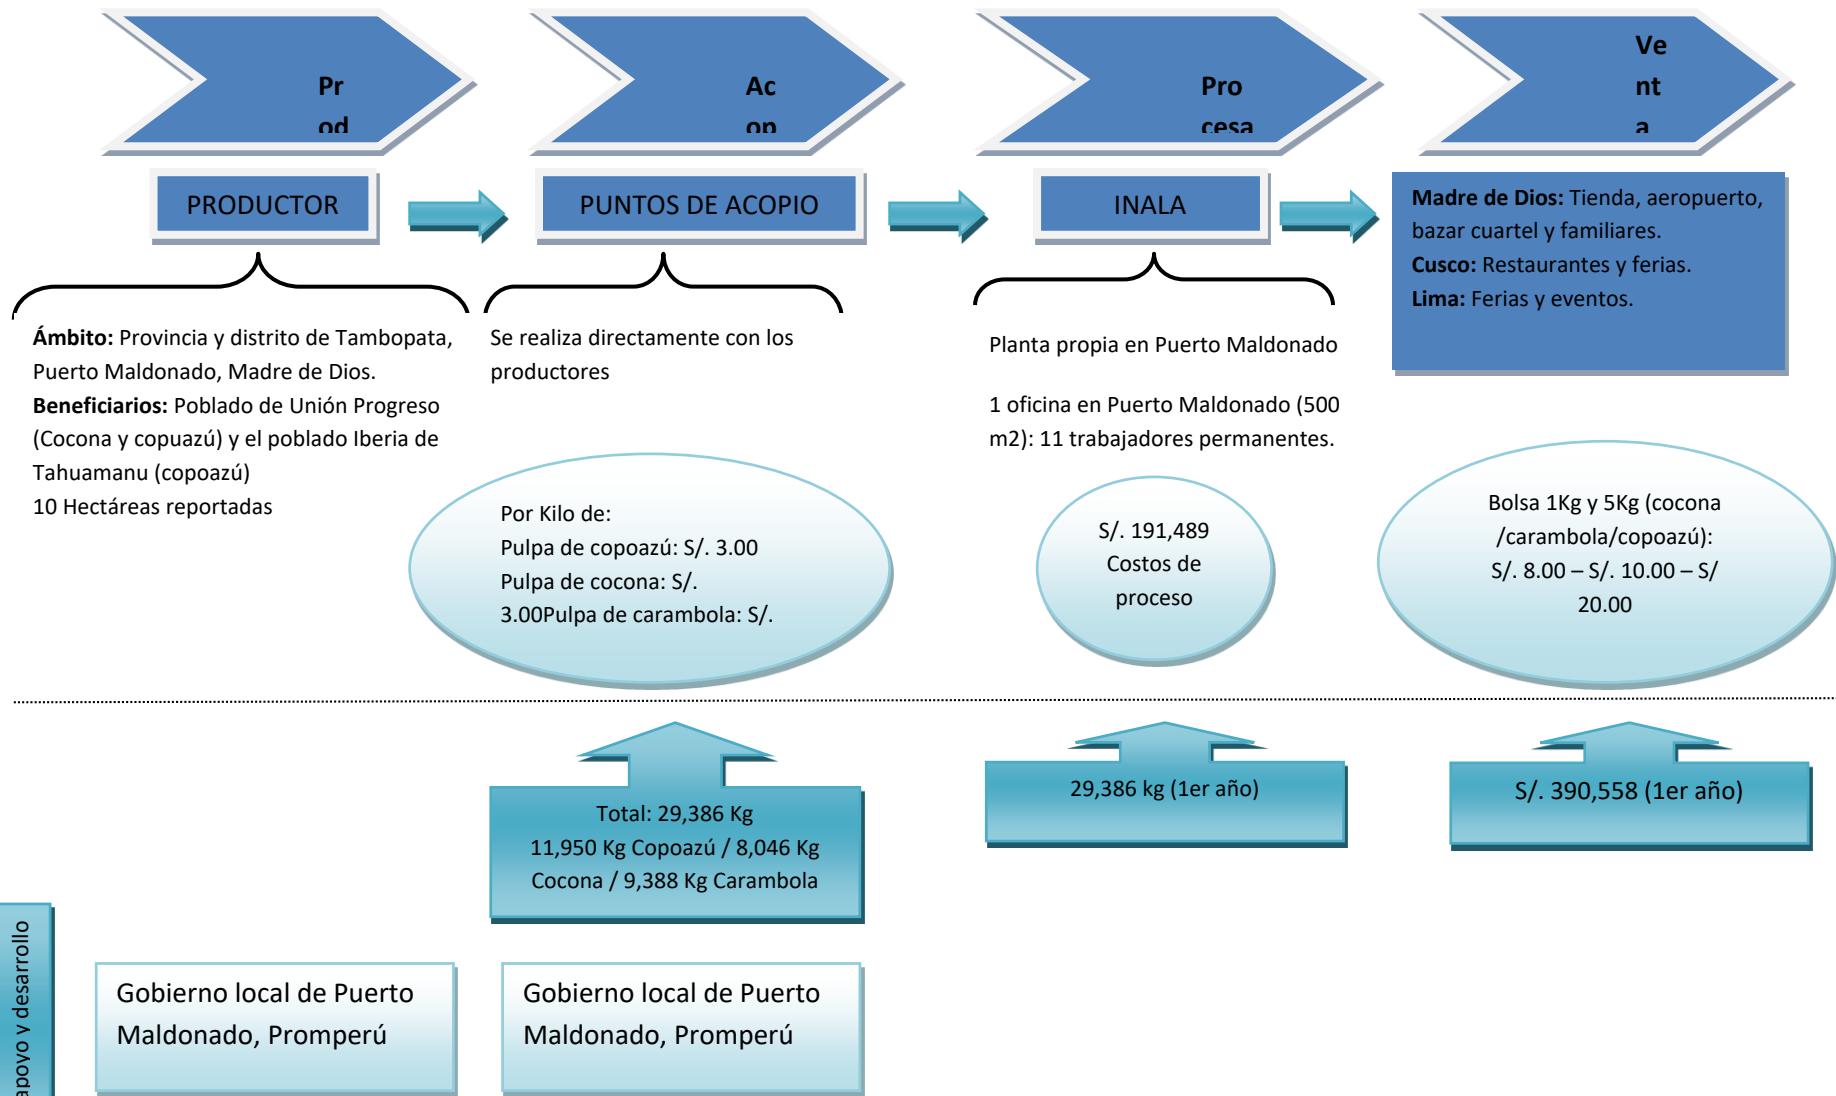 Pr
od
Ac
op
Pro
cesa
Ve
nt
a
PRODUCTOR
PUNTOS DE ACOPIO
INALA
Madre de Dios: Tienda, aeropuerto,
bazar cuartel y familiares.
Cusco: Restaurantes y ferias.
Lima: Ferias y eventos.
Ámbito: Provincia y distrito de Tambopata,
Puerto Maldonado, Madre de Dios.
Beneficiarios: Poblado de Unión Progreso
(Cocona y copuazú) y el poblado Iberia de
Tahuamanu (copoazú)
10 Hectáreas reportadas
Se realiza directamente con los
productores
Planta propia en Puerto Maldonado
1 oficina en Puerto Maldonado (500
m2): 11 trabajadores permanentes.
Por Kilo de:
Pulpa de copoazú: S/. 3.00
Pulpa de cocona: S/.
3.00Pulpa de carambola: S/.
S/. 191,489
Costos de
proceso
Bolsa 1Kg y 5Kg (cocona
/carambola/copoazú):
S/. 8.00 – S/. 10.00 – S/
20.00
Total: 29,386 Kg
11,950 Kg Copoazú / 8,046 Kg
Cocona / 9,388 Kg Carambola
29,386 kg (1er año)
S/. 390,558 (1er año)
apoyo y desarrollo
Gobierno local de Puerto
Maldonado, Promperú
Gobierno local de Puerto
Maldonado, Promperú